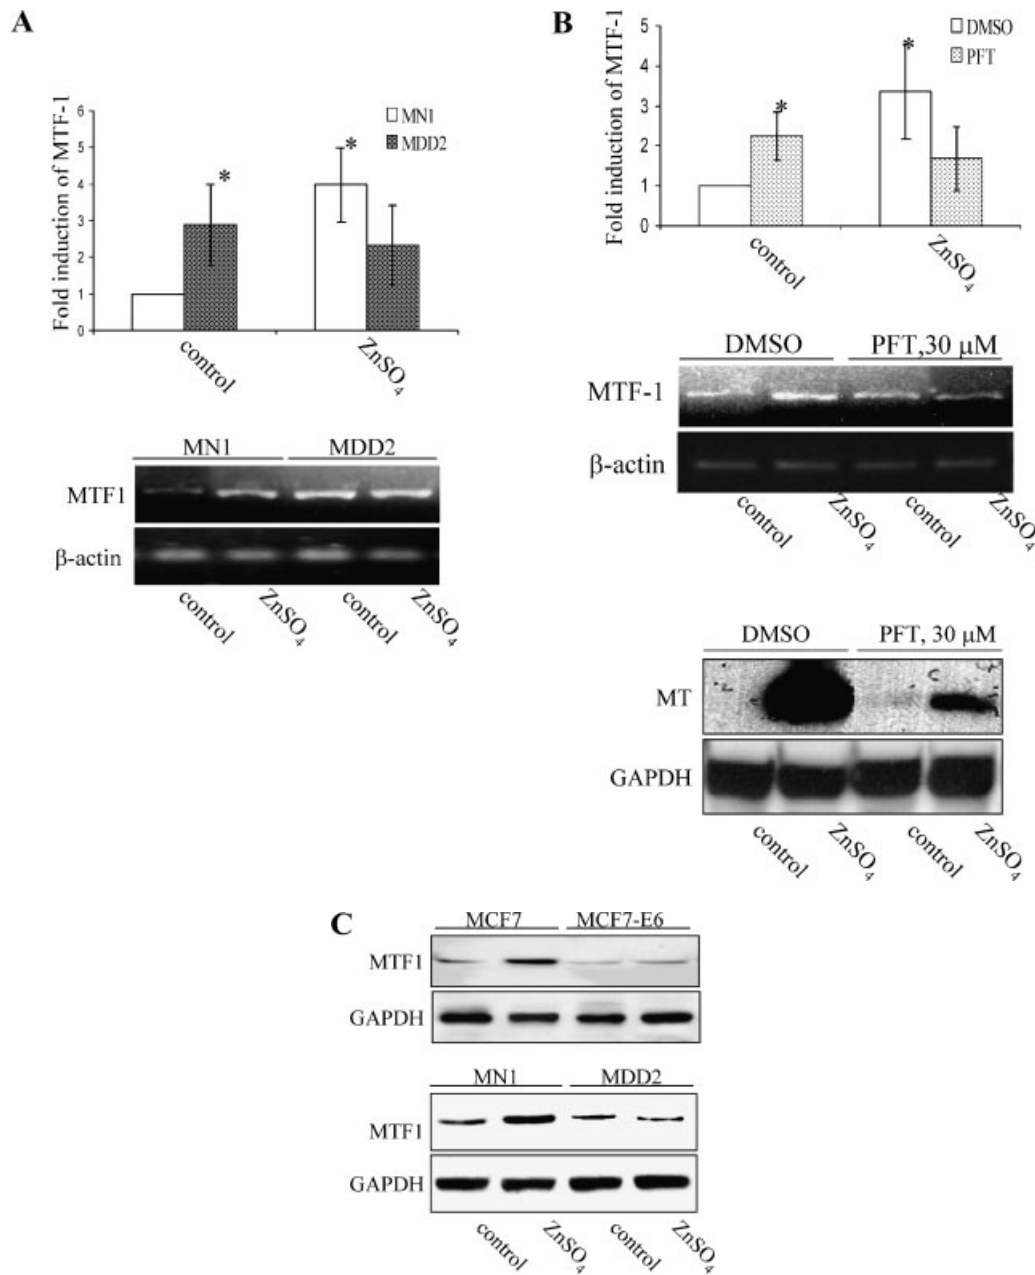 A
Fold induction of MTF-1
6
5
4
3
2
1
0
MN1
MDD2
*
*
control
ZnSO4
MN1 MDD2
MTF1
β-actin
control ZnSO4 control ZnSO4
B
Fold induction of MTF-1
5
4
3
2
1
0
DMSO
PFT
*
*
control
ZnSO4
DMSO PFT,30 μM
MTF-1
β-actin
control ZnSO4 control ZnSO4
DMSO PFT, 30 μM
MT
GAPDH
control ZnSO4 control ZnSO4
C
MCF7 MCF7-E6
MTF1
GAPDH
MN1 MDD2
MTF1
GAPDH
control ZnSO4 control ZnSO4